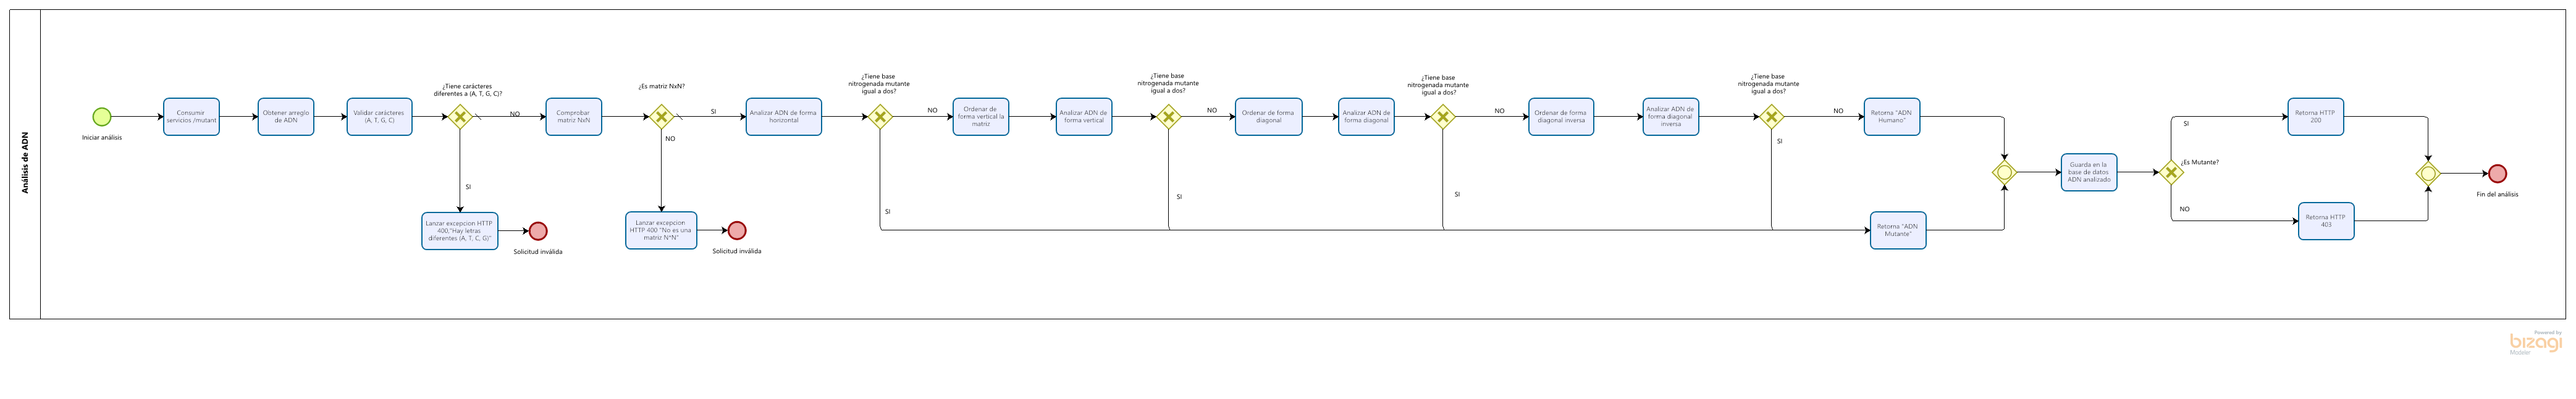 Análisis de ADN
Iniciar análisis
Consumir
servicios /mutant
Obtener arreglo
de ADN
Validar carácteres
(A, T, G, C)
¿Tiene carácteres
diferentes a (A, T, G, C)?
NO
SI
Lanzar excepcion HTTP
400,"Hay letras
diferentes (A, T, C, G)"
Solicitud inválida
Comprobar
matriz NxN
¿Es matriz NxN?
SI
NO
Lanzar excepcion
HTTP 400 "No es una
matriz N*N"
Solicitud inválida
Analizar ADN de forma
horizontal
¿Tiene base
nitrogenada mutante
igual a dos?
NO
SI
Ordenar de
forma vertical la
matriz
Analizar ADN de
forma vertical
¿Tiene base
nitrogenada mutante
igual a dos?
NO
SI
Ordenar de forma
diagonal
Analizar ADN de
forma diagonal
¿Tiene base
nitrogenada mutante
igual a dos?
NO
SI
Ordenar de forma
diagonal inversa
Analizar ADN de
forma diagonal
inversa
¿Tiene base
nitrogenada mutante
igual a dos?
NO
SI
Retorna "ADN
Humano"
Retorna "ADN
Mutante"
Guarda en la
base de datos
ADN analizado
¿Es Mutante?
SI
NO
Retorna HTTP
200
Retorna HTTP
403
Fin del análisis
Powered by
bizagi
Modeler